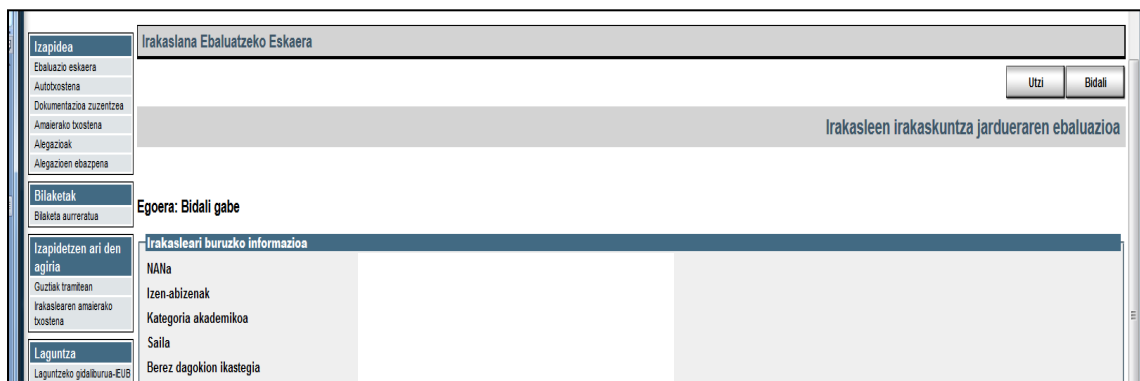 Izapidea
Ebaluazio eskaera
Autotxostena
Dokumentazioa zuzentzea
Amaierako txostena
Alegazioak
Alegazioen ebazpena
Bilaketak
Bilaketa aurreratua
Izapidetzen ari den
agiria
Guztiak tramitean
Irakaslearen amaierako
txostena
Laguntza
Laguntzeko gidaliburua-IEUB
Irakaslana Ebaluatzeko Eskaera
Utzi
Bidali
Irakasleen irakaskuntza jardueraren ebaluazioa
Egoera: Bidali gabe
Irakasleari buruzko informazioa
NANa
Izen-abizenak
Kategoria akademikoa
Saila
Berez dagokion ikastegia